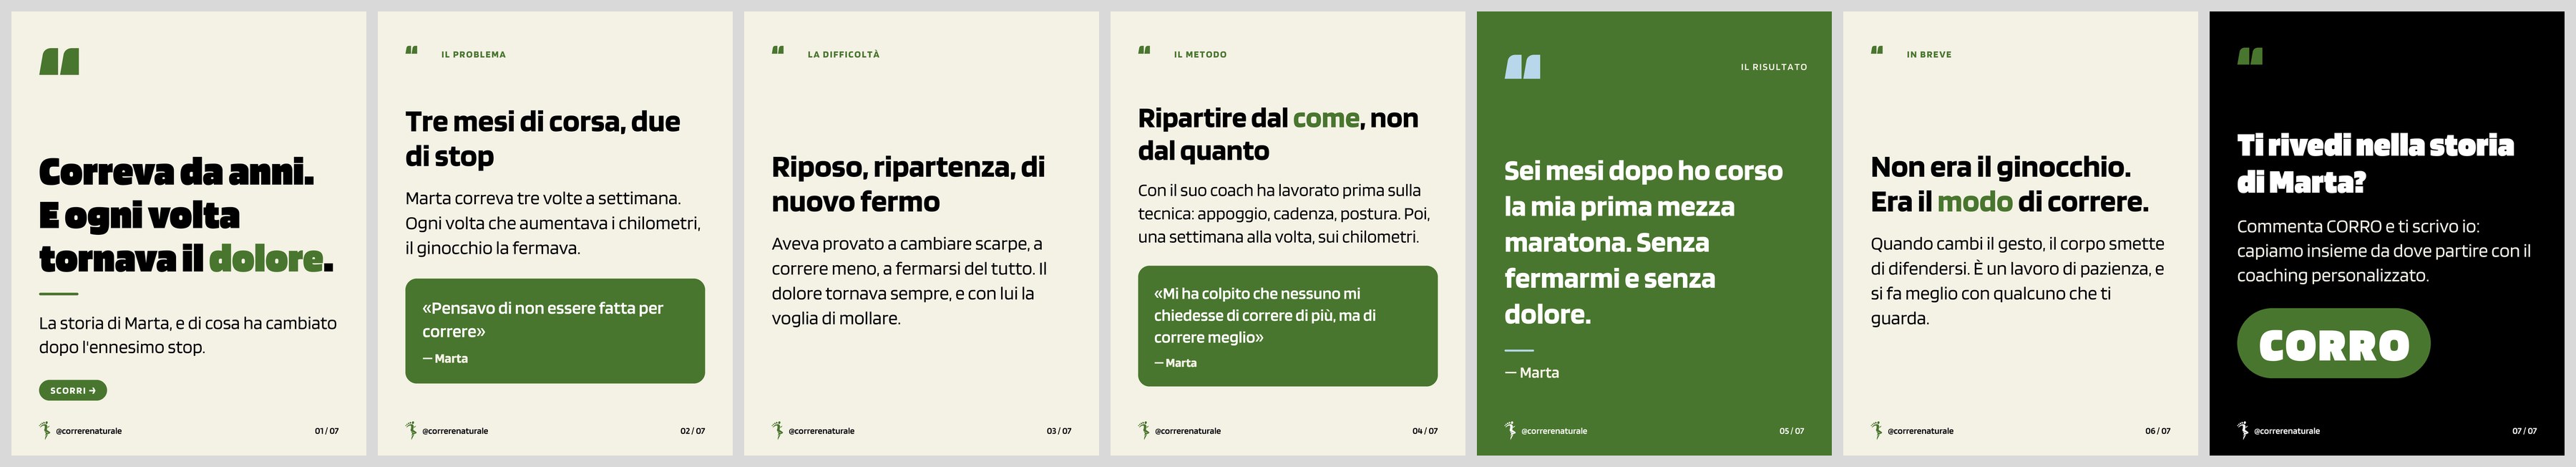 Correva da anni.
E ogni volta
tornava il dolore.
La storia di Marta, e di cosa ha cambiato
dopo l'ennesimo stop.
SCORRI →
@correrenaturale
01 / 07
IL PROBLEMA
Tre mesi di corsa, due
di stop
Marta correva tre volte a settimana.
Ogni volta che aumentava i chilometri,
il ginocchio la fermava.
«Pensavo di non essere fatta per
correre»
— Marta
@correrenaturale
02 / 07
LA DIFFICOLTÀ
Riposo, ripartenza, di
nuovo fermo
Aveva provato a cambiare scarpe, a
correre meno, a fermarsi del tutto. Il
dolore tornava sempre, e con lui la
voglia di mollare.
@correrenaturale
03 / 07
IL METODO
Ripartire dal come, non
dal quanto
Con il suo coach ha lavorato prima sulla
tecnica: appoggio, cadenza, postura. Poi,
una settimana alla volta, sui chilometri.
«Mi ha colpito che nessuno mi
chiedesse di correre di più, ma di
correre meglio»
— Marta
@correrenaturale
04 / 07
IL RISULTATO
Sei mesi dopo ho corso
la mia prima mezza
maratona. Senza
fermarmi e senza
dolore.
— Marta
@correrenaturale
05 / 07
IN BREVE
Non era il ginocchio.
Era il modo di correre.
Quando cambi il gesto, il corpo smette
di difendersi. È un lavoro di pazienza, e
si fa meglio con qualcuno che ti
guarda.
@correrenaturale
06 / 07
Ti rivedi nella storia
di Marta?
Commenta CORRO e ti scrivo io:
capiamo insieme da dove partire con il
coaching personalizzato.
CORRO
@correrenaturale
07 / 07